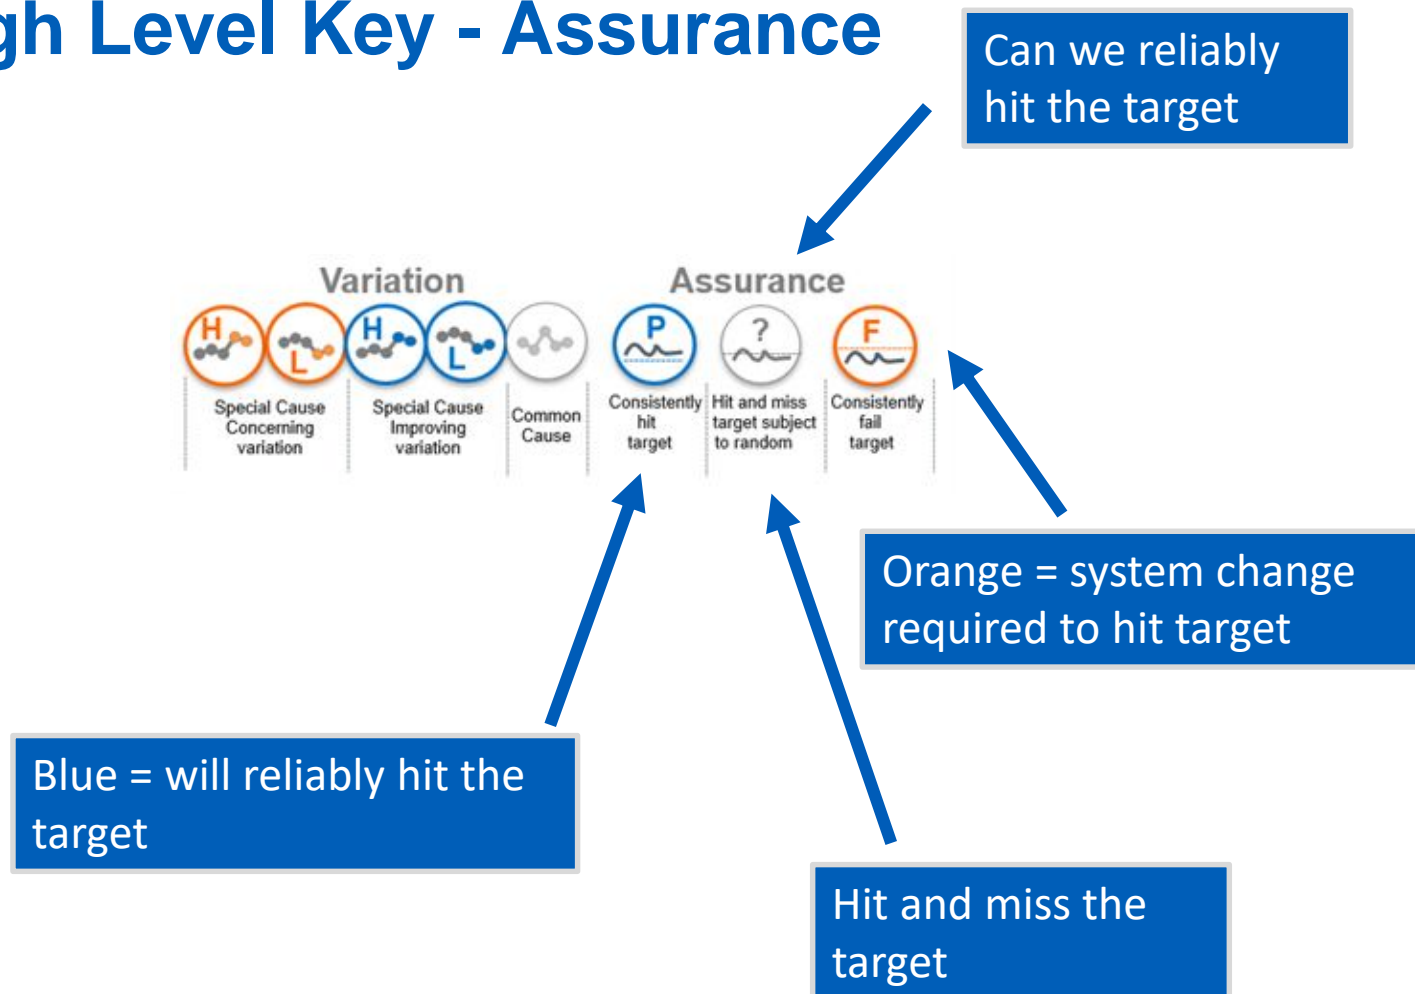 gh Level Key - Assurance
Can we reliably
hit the target
Variation
Assurance
H
L
H
L
P
?
F
Special Cause
Concerning
variation
Special Cause
Improving
variation
Common
Cause
Consistently
hit
target
Hit and miss
target subject
to random
Consistently
fail
target
Orange = system change
required to hit target
Blue = will reliably hit the
target
Hit and miss the
target